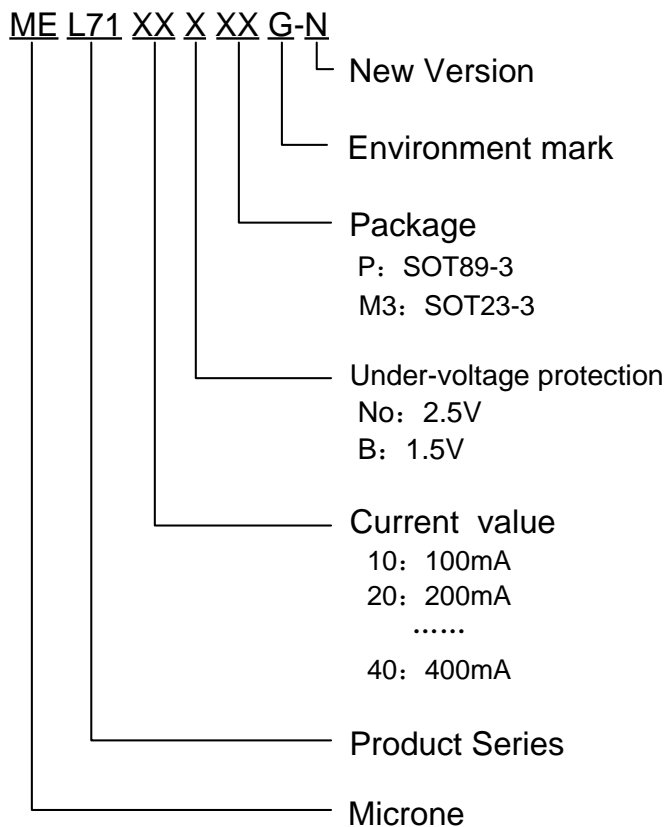 ME L71 XX X XX G-N
New Version
Environment mark
Package
P：SOT89-3
M3：SOT23-3
Under-voltage protection
No：2.5V
B：1.5V
Current value
10：100mA
20：200mA
······
40：400mA
Product Series
Microne